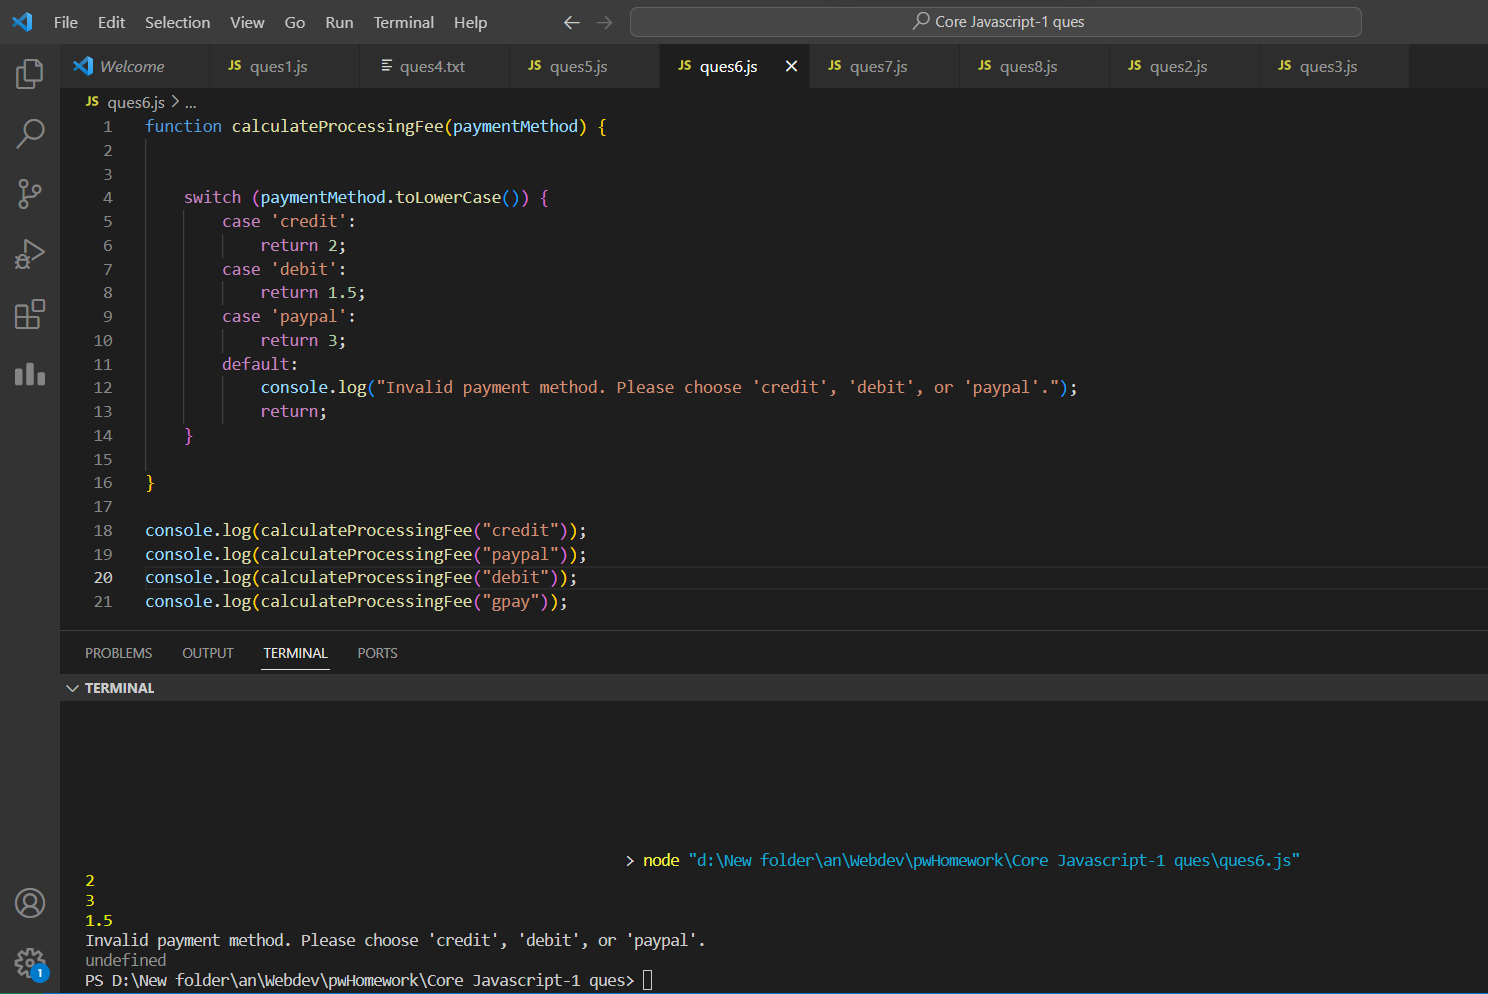 File Edit Selection View Go Run Terminal Help
Core Javascript-1 ques
Welcome
JS ques1.js
ques4.txt
JS ques5.js
JS ques6.js
JS ques7.js
JS ques8.js
JS ques2.js
JS ques3.js
JS ques6.js > ...
1 function calculateProcessingFee(paymentMethod) {
2
3
4 switch (paymentMethod.toLowerCase()) {
5 case 'credit':
6 return 2;
7 case 'debit':
8 return 1.5;
9 case 'paypal':
10 return 3;
11 default:
12 console.log("Invalid payment method. Please choose 'credit', 'debit', or 'paypal'.");
13 return;
14 }
15
16 }
17
18 console.log(calculateProcessingFee("credit"));
19 console.log(calculateProcessingFee("paypal"));
20 console.log(calculateProcessingFee("debit"));
21 console.log(calculateProcessingFee("gpay"));
PROBLEMS OUTPUT TERMINAL PORTS
TERMINAL
> node "d:\New folder\an\Webdev\pwHomework\Core Javascript-1 ques\ques6.js"
2
3
1.5
Invalid payment method. Please choose 'credit', 'debit', or 'paypal'.
undefined
PS D:\New folder\an\Webdev\pwHomework\Core Javascript-1 ques>
1